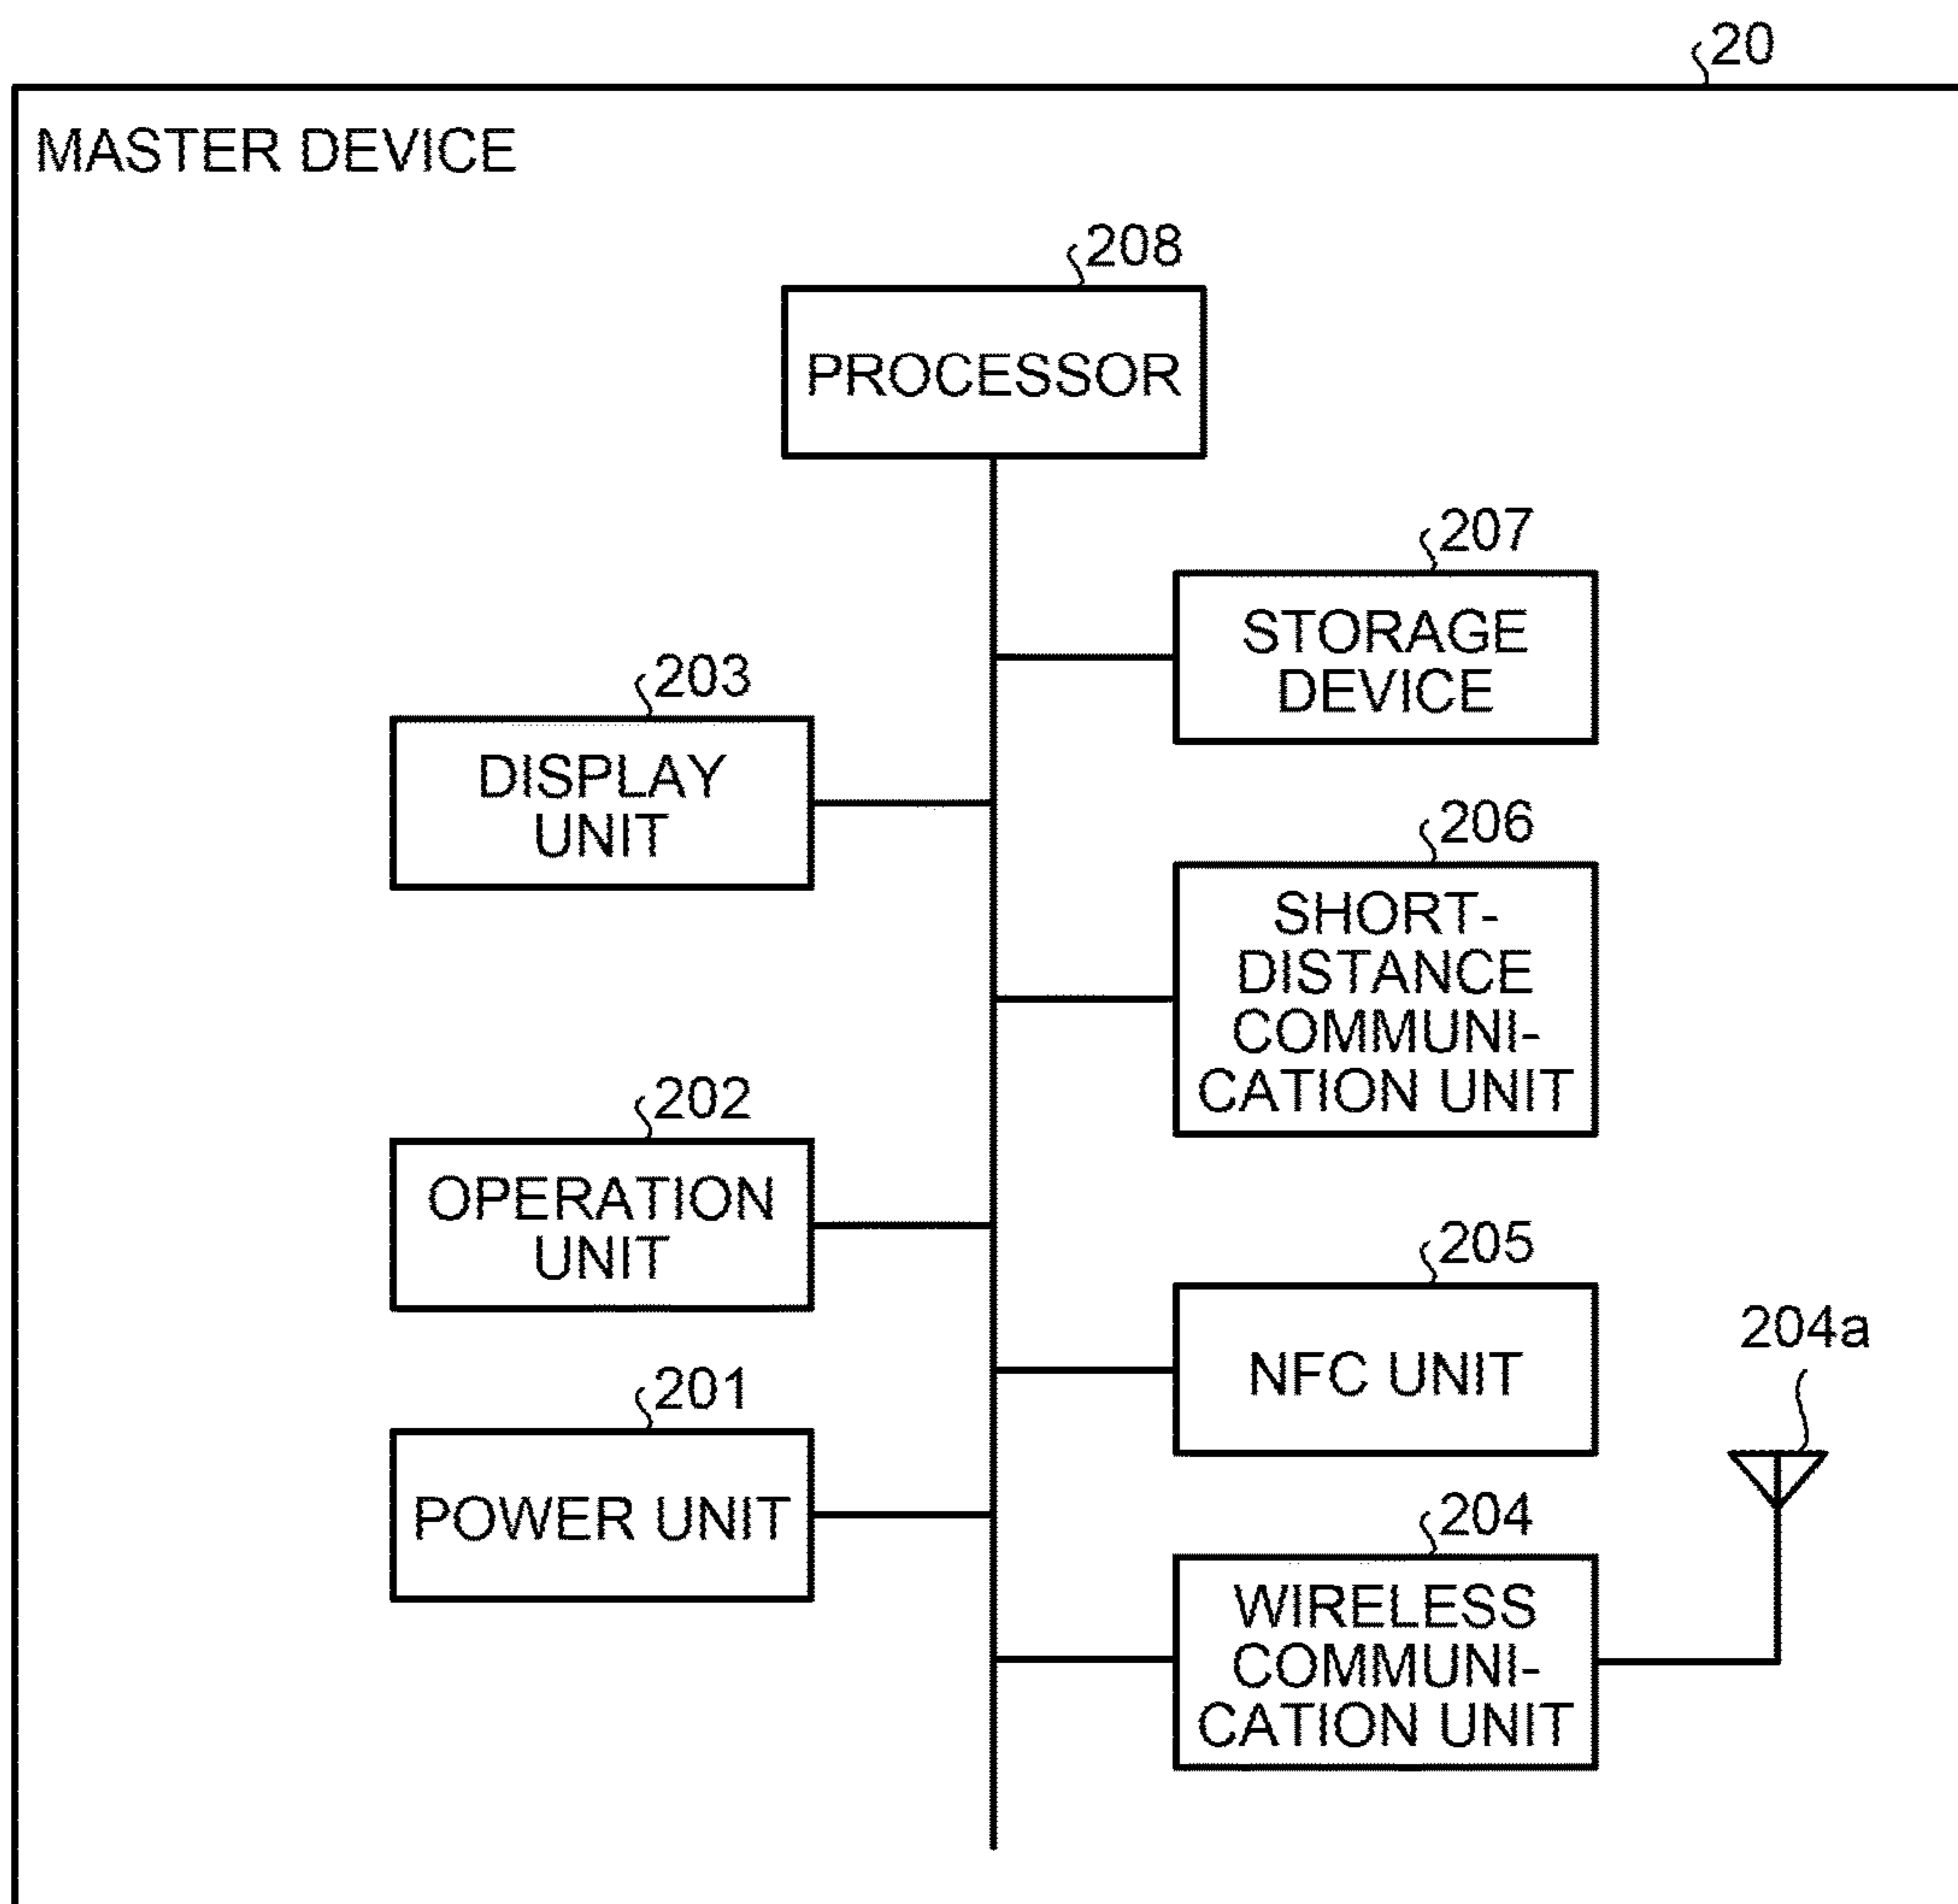 20
MASTER DEVICE
208
PROCESSOR
207
STORAGE
DEVICE
203
DISPLAY
UNIT
206
SHORT-
DISTANCE
COMMUNI-
CATION UNIT
202
OPERATION
UNIT
205
NFC UNIT
204a
201
POWER UNIT
204
WIRELESS
COMMUNI-
CATION UNIT